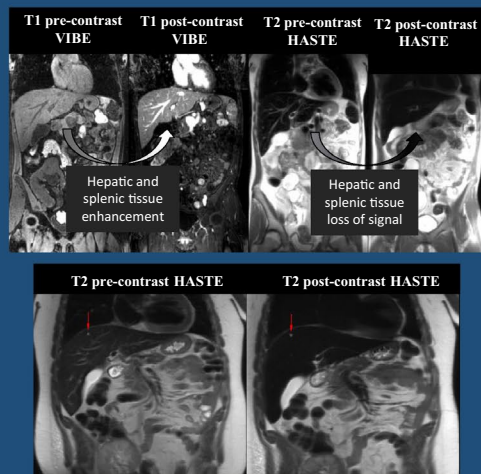 T1 pre-contrast
VIBE
T1 post-contrast
VIBE
T2 pre-contrast
HASTE
T2 post-contrast
HASTE
Hepatic and
splenic tissue
enhancement
Hepatic and
splenic tissue
loss of signal
T2 pre-contrast HASTE
T2 post-contrast HASTE